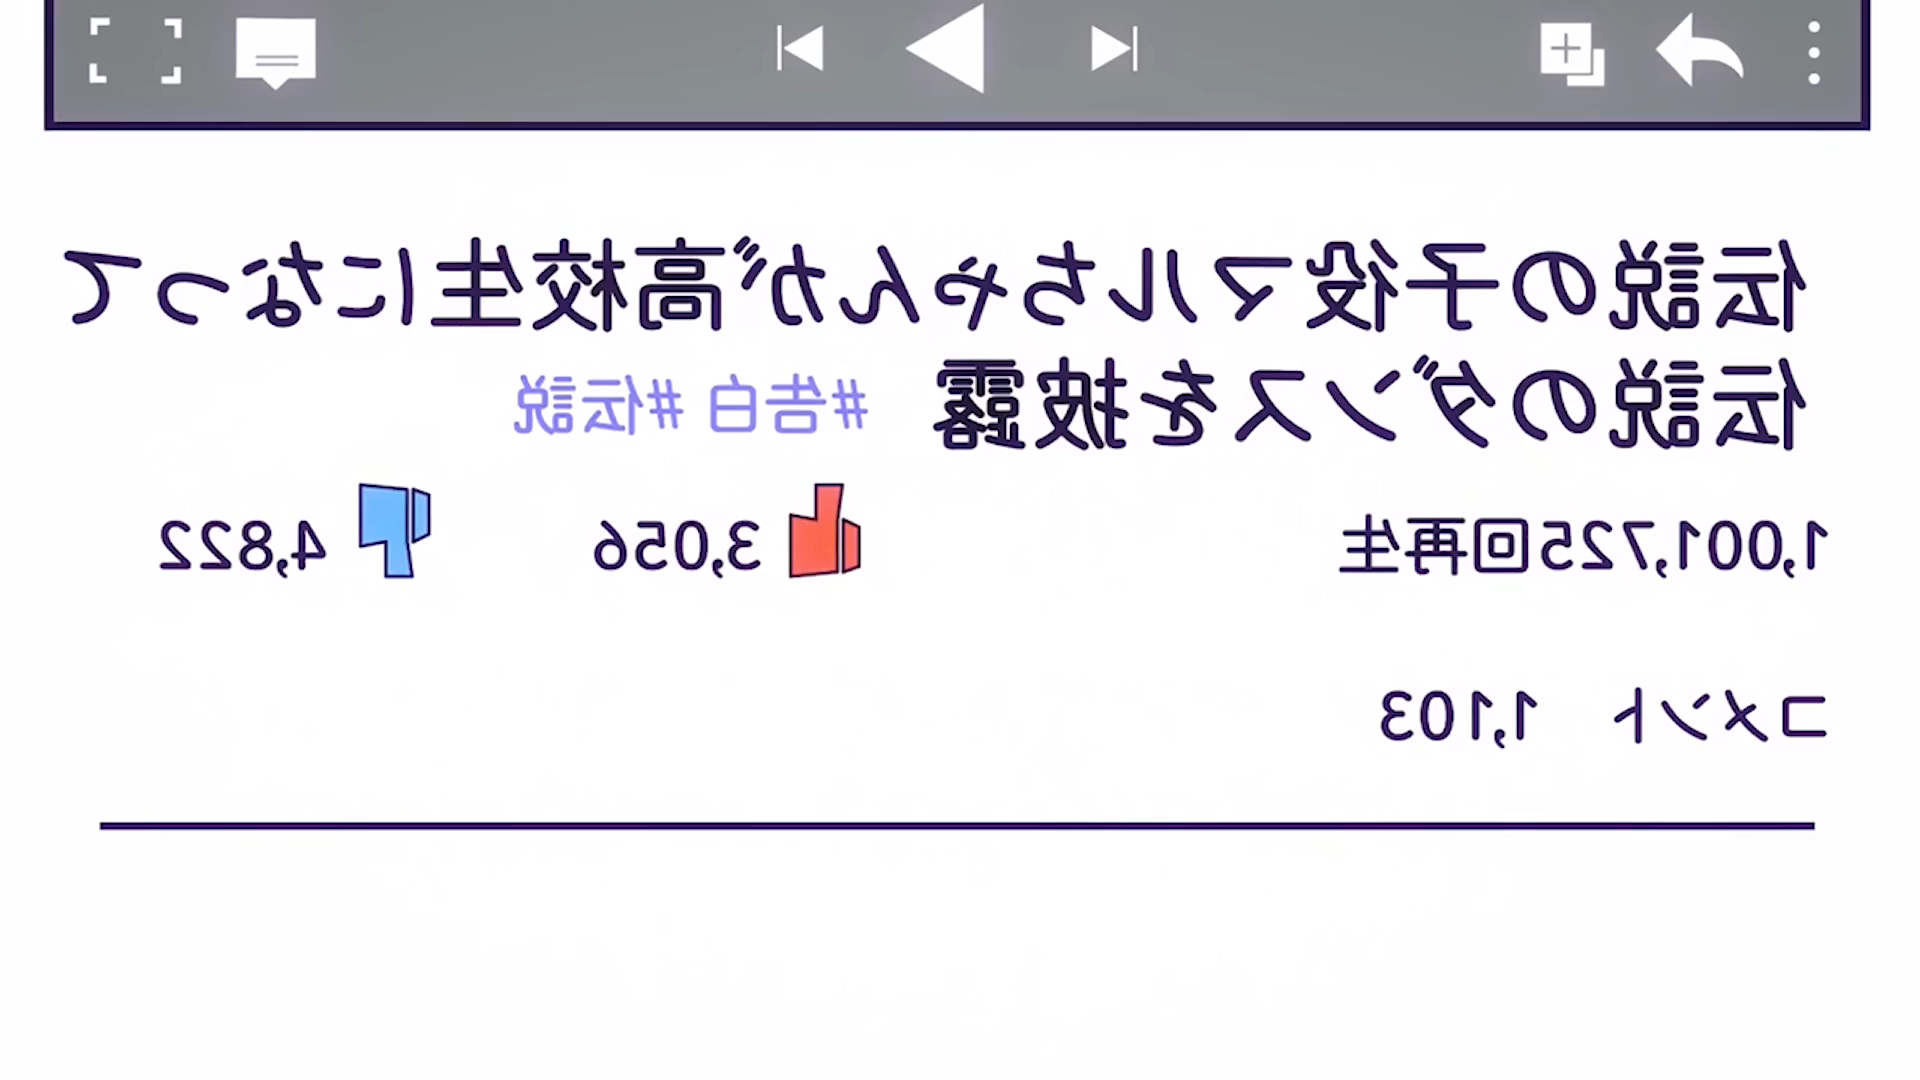 伝説の子役マルちゃんが高校生になって
伝説のダンスを披露 #告白 #伝説
1,001,725回再生 3,056 4,822
コメント 1,103